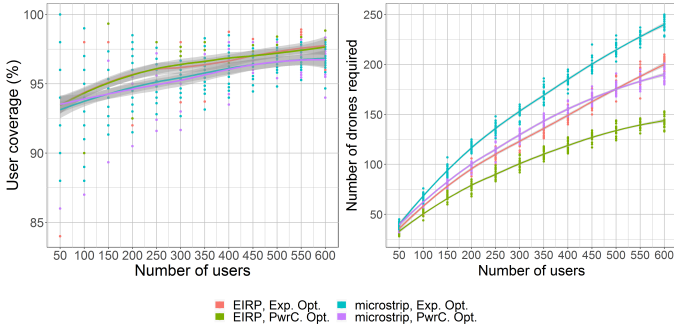 User coverage (%)
100
95
90
85
50 100 150 200 250 300 350 400 450 500 550 600
Number of users
Number of drones required
250
200
150
100
50
50 100 150 200 250 300 350 400 450 500 550 600
Number of users
EIRP, Exp. Opt. microstrip, Exp. Opt.
EIRP, PwrC. Opt. microstrip, PwrC. Opt.